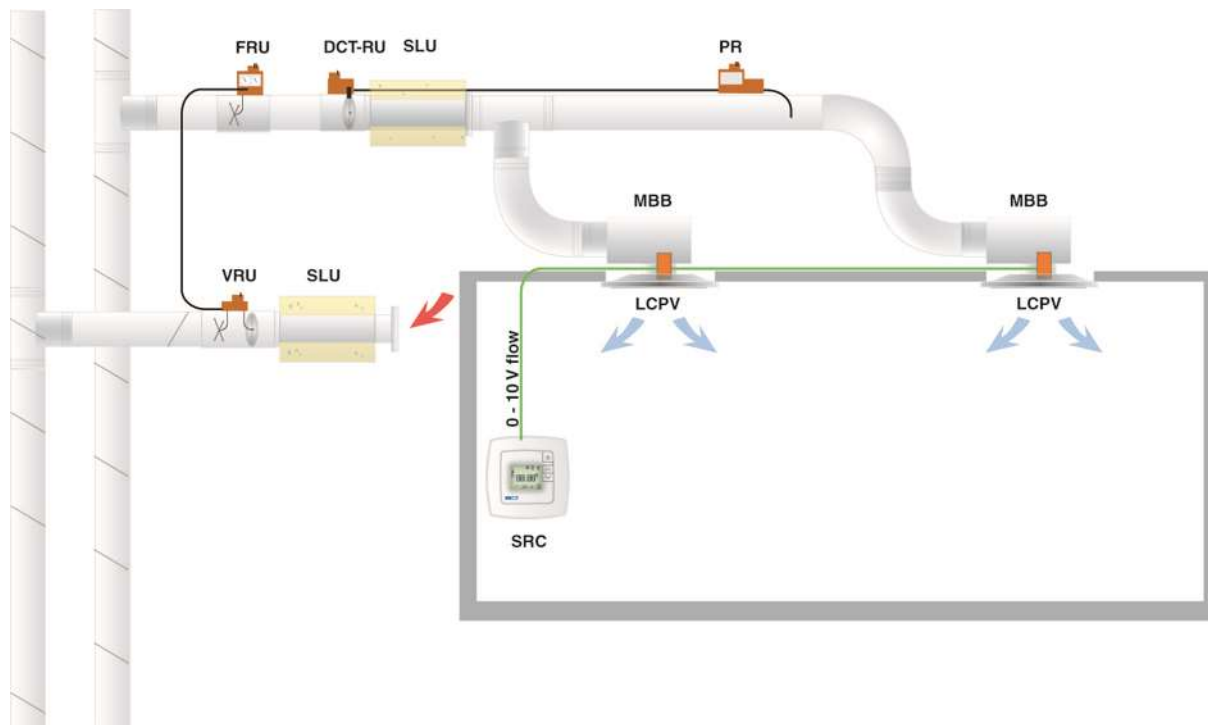 FRU
DCT-RU
SLU
PR
MBB
MBB
VRU
SLU
LCPV
LCPV
0 - 10 V flow
SRC